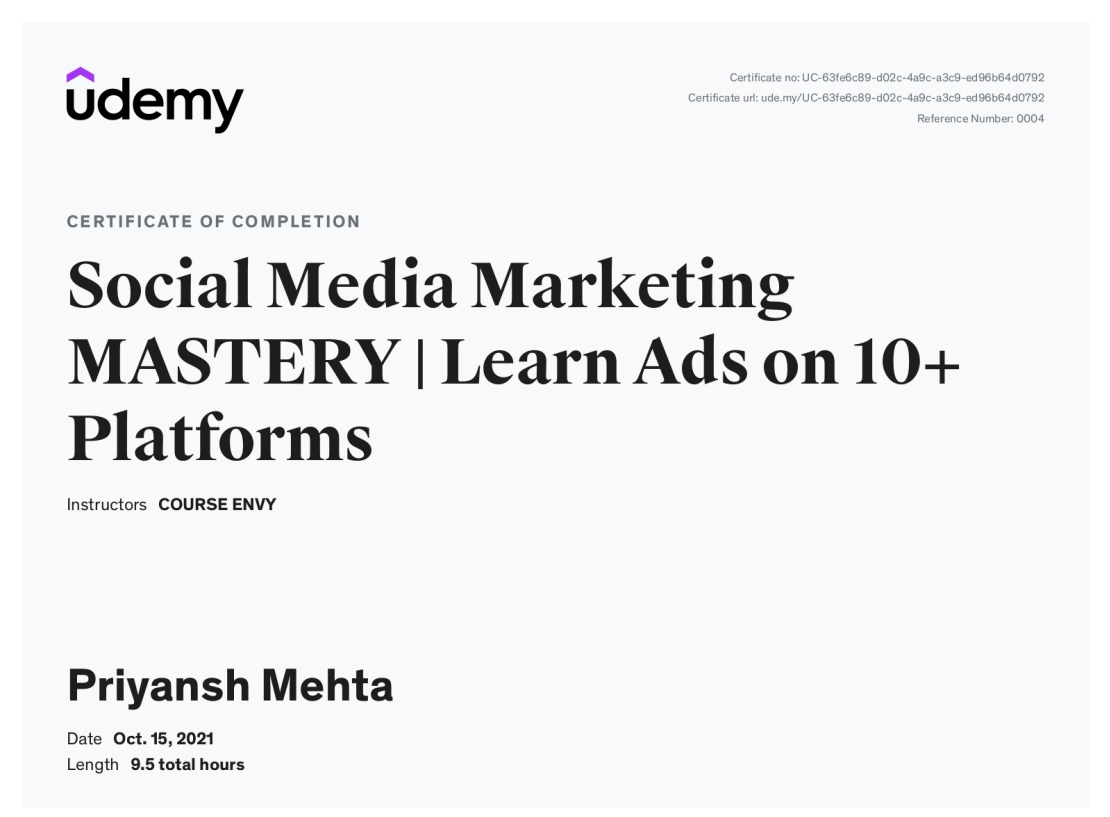 udemy
Certificate no: UC-63fe6c89-d02c-4a9c-a3c9-ed96b64d0792
Certificate url: ude.my/UC-63fe6c89-d02c-4a9c-a3c9-ed96b64d0792
Reference Number: 0004
CERTIFICATE OF COMPLETION
Social Media Marketing
MASTERY | Learn Ads on 10+
Platforms
Instructors COURSE ENVY
Priyansh Mehta
Date Oct. 15, 2021
Length 9.5 total hours